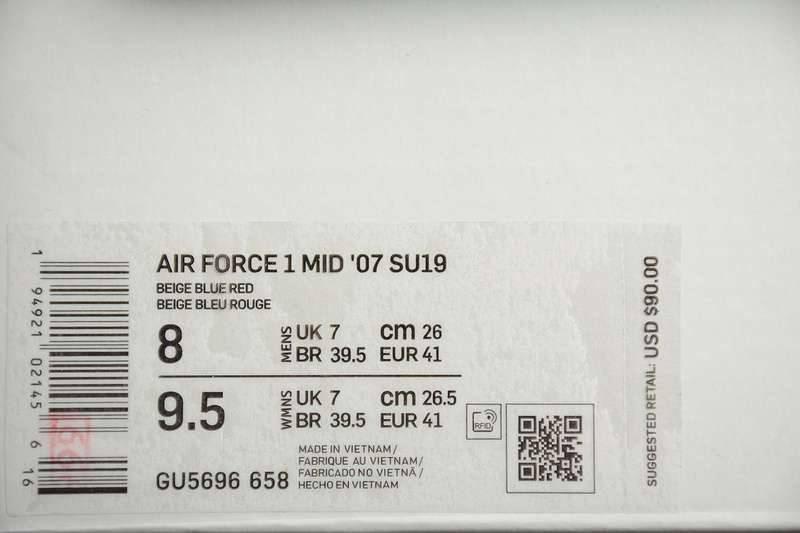 AIR FORCE 1 MID '07 SU19
BEIGE BLUE RED
BEIGE BLEU ROUGE
8
MENS
UK 7 cm 26
BR 39.5 EUR 41
9.5
WMNS
UK 7 cm 26.5
BR 39.5 EUR 41
RFID
GU5696 658
MADE IN VIETNAM/
FABRIQUE AU VIETNAM/
FABRICADO NO VIETNÃ/
HECHO EN VIETNAM
1 94921 02145 6 16
SUGGESTED RETAIL: USD $90.00